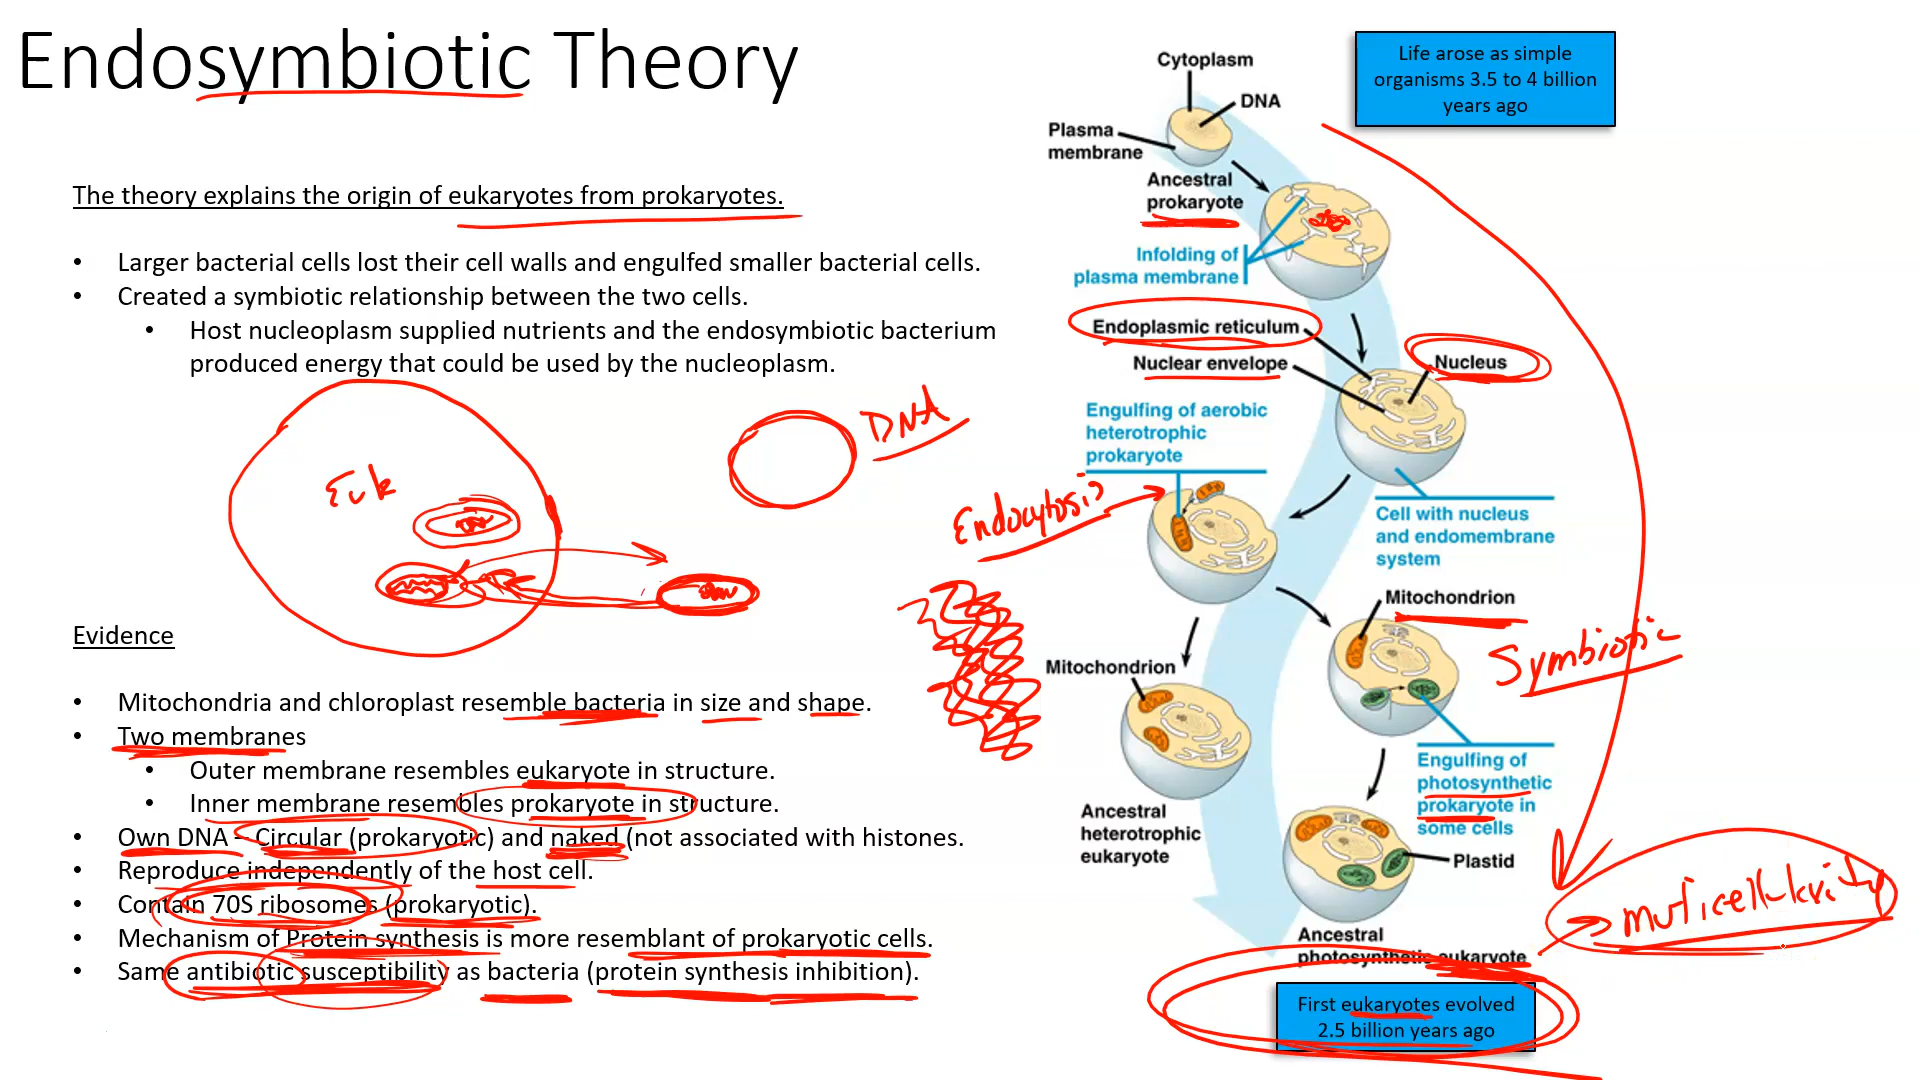 Endosymbiotic Theory
The theory explains the origin of eukaryotes from prokaryotes.
• Larger bacterial cells lost their cell walls and engulfed smaller bacterial cells.
• Created a symbiotic relationship between the two cells.
• Host nucleoplasm supplied nutrients and the endosymbiotic bacterium
produced energy that could be used by the nucleoplasm.
Euk
DNA
Evidence
• Mitochondria and chloroplast resemble bacteria in size and shape.
• Two membranes
• Outer membrane resembles eukaryote in structure.
• Inner membrane resembles prokaryote in structure.
• Own DNA – Circular (prokaryotic) and naked (not associated with histones.
• Reproduce independently of the host cell.
• Contain 70S ribosomes (prokaryotic).
• Mechanism of Protein synthesis is more resemblant of prokaryotic cells.
• Same antibiotic susceptibility as bacteria (protein synthesis inhibition).
Life arose as simple
organisms 3.5 to 4 billion
years ago
Cytoplasm
DNA
Plasma
membrane
Ancestral
prokaryote
Infolding of
plasma membrane
Endoplasmic reticulum
Nuclear envelope
Nucleus
Engulfing of aerobic
heterotrophic
prokaryote
Endocytosis
Cell with nucleus
and endomembrane
system
Mitochondrion
Symbiotic
Mitochondrion
Engulfing of
photosynthetic
prokaryote in
some cells
Ancestral
heterotrophic
eukaryote
Plastid
muticellularity
Ancestral
photosynthetic eukaryote
First eukaryotes evolved
2.5 billion years ago